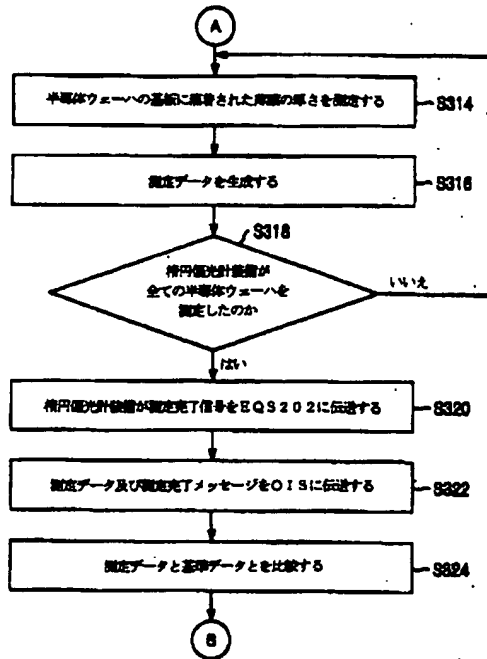 A
半導体ウェーハの基板に蒸着された薄膜の厚さを測定する
S314
測定データを生成する
S316
S318
楕円偏光計装備が
全ての半導体ウェーハを
測定したのか
いいえ
はい
楕円偏光計装備が測定完了信号をEQS202に伝送する
S320
測定データ及び測定完了メッセージをOISに伝送する
S322
測定データと基準データとを比較する
S324
B